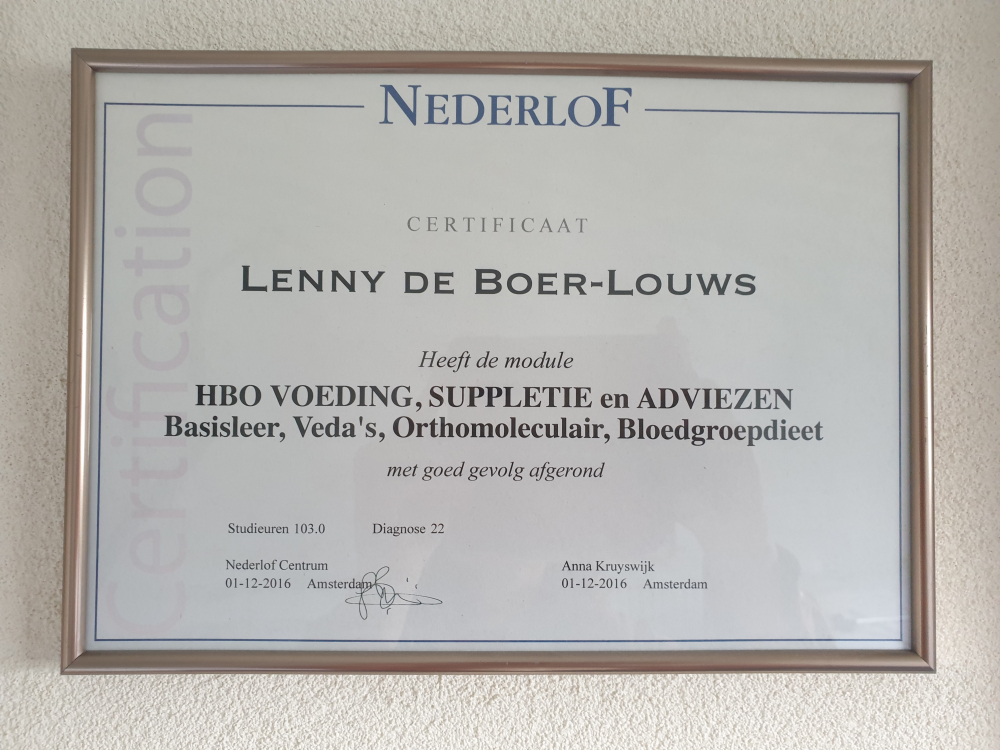 NEDERLOF
Certification
CERTIFICAAT
LENNY DE BOER-LOUWS
Heeft de module
HBO VOEDING, SUPPLETIE en ADVIEZEN
Basisleer, Veda's, Orthomoleculair, Bloedgroepdieet
met goed gevolg afgerond
Studieuren 103.0 Diagnose 22
Nederlof Centrum Anna Kruyswijk
01-12-2016 Amsterdam 01-12-2016 Amsterdam